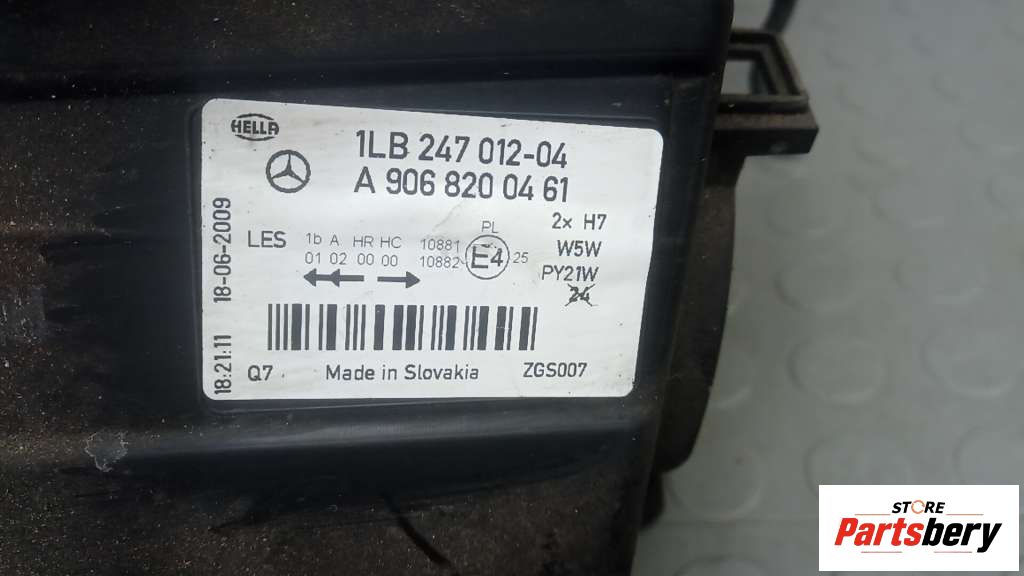 HELLA
1LB 247 012-04
A 906 820 04 61
LES
1b A HR HC 10881
01 02 00 00 10882
PL
E4 25
2x H7
W5W
PY21W
24
Q7 Made in Slovakia ZGS007
18:21:11 18-06-2009
STORE
Partsbery